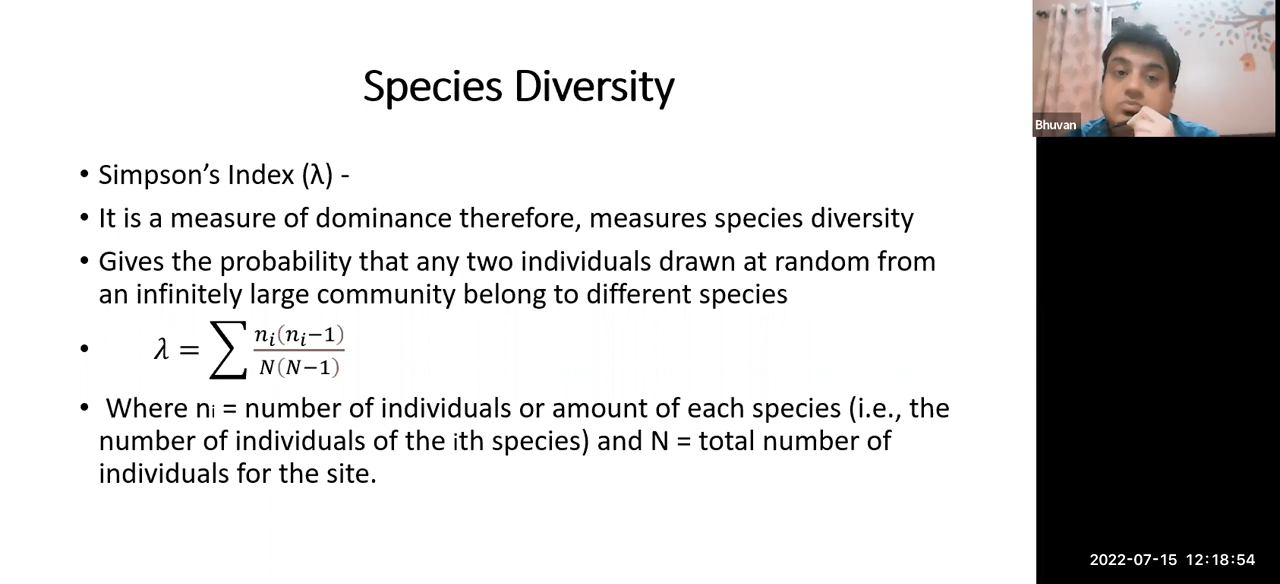 Species Diversity
Bhuvan
• Simpson’s Index (λ) -
• It is a measure of dominance therefore, measures species diversity
• Gives the probability that any two individuals drawn at random from
an infinitely large community belong to different species
• λ = ∑ nᵢ(nᵢ−1) / N(N−1)
• Where nᵢ = number of individuals or amount of each species (i.e., the
number of individuals of the ith species) and N = total number of
individuals for the site.
2022-07-15 12:18:54